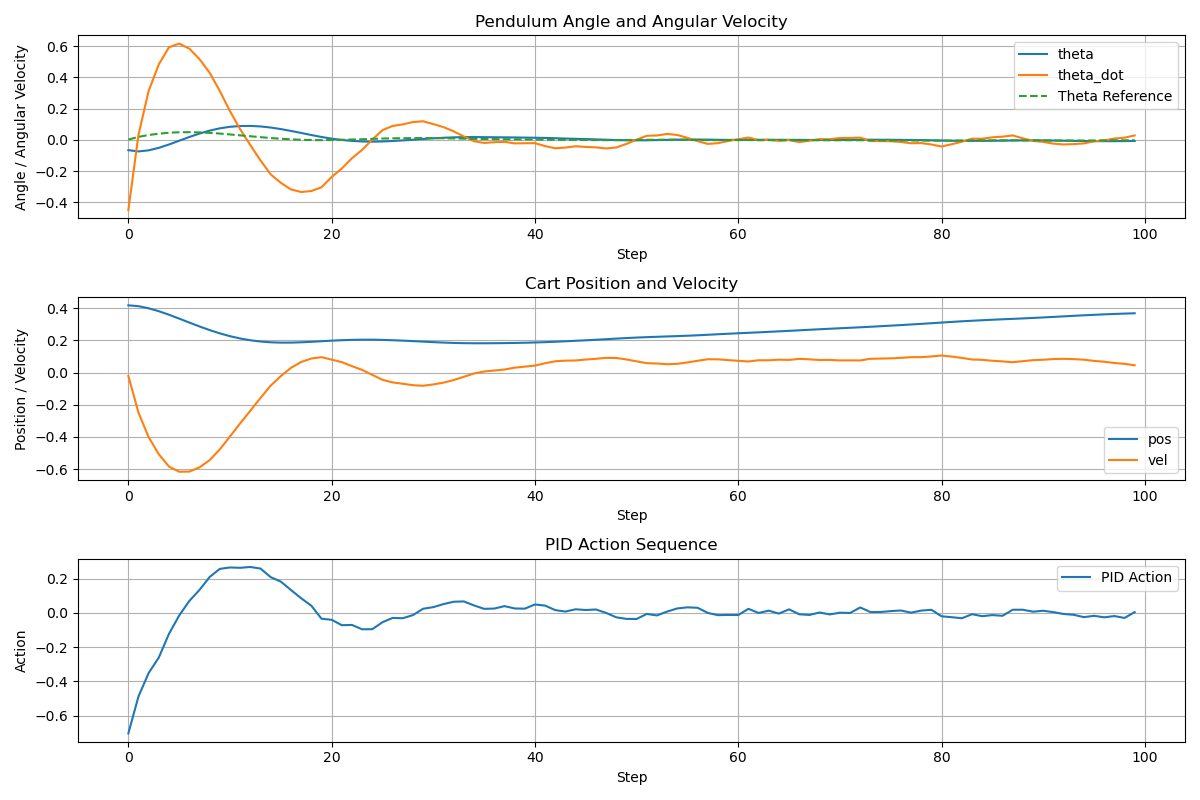 Pendulum Angle and Angular Velocity
Angle / Angular Velocity
0.6
0.4
0.2
0.0
−0.2
−0.4
theta
theta_dot
Theta Reference
0 20 40 60 80 100
Step
Cart Position and Velocity
Position / Velocity
0.4
0.2
0.0
−0.2
−0.4
−0.6
pos
vel
0 20 40 60 80 100
Step
PID Action Sequence
Action
0.2
0.0
−0.2
−0.4
−0.6
PID Action
0 20 40 60 80 100
Step